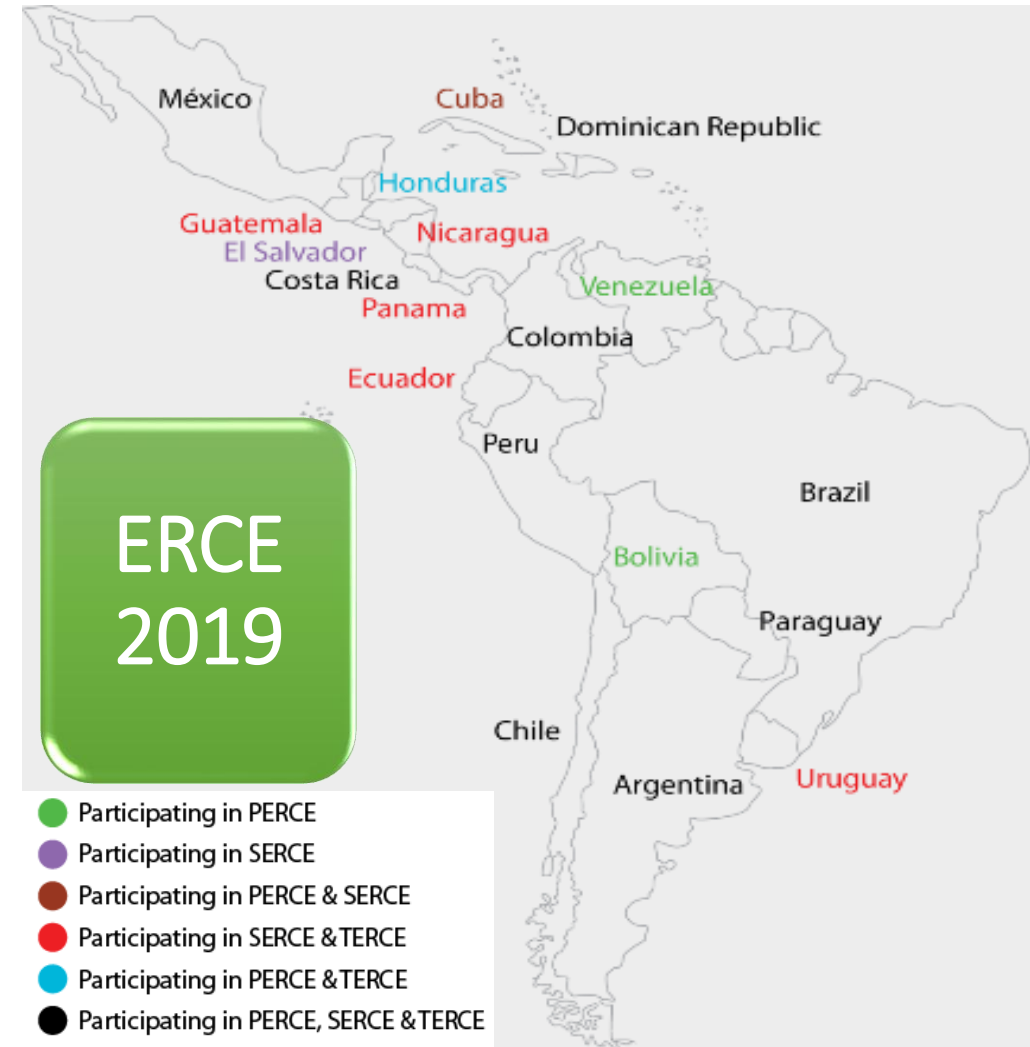 México
Cuba
Dominican Republic
Honduras
Guatemala
Nicaragua
El Salvador
Costa Rica
Venezuela
Panama
Colombia
Ecuador
Peru
Brazil
ERCE
2019
Bolivia
Paraguay
Chile
Argentina
Uruguay
Participating in PERCE
Participating in SERCE
Participating in PERCE & SERCE
Participating in SERCE & TERCE
Participating in PERCE & TERCE
Participating in PERCE, SERCE & TERCE